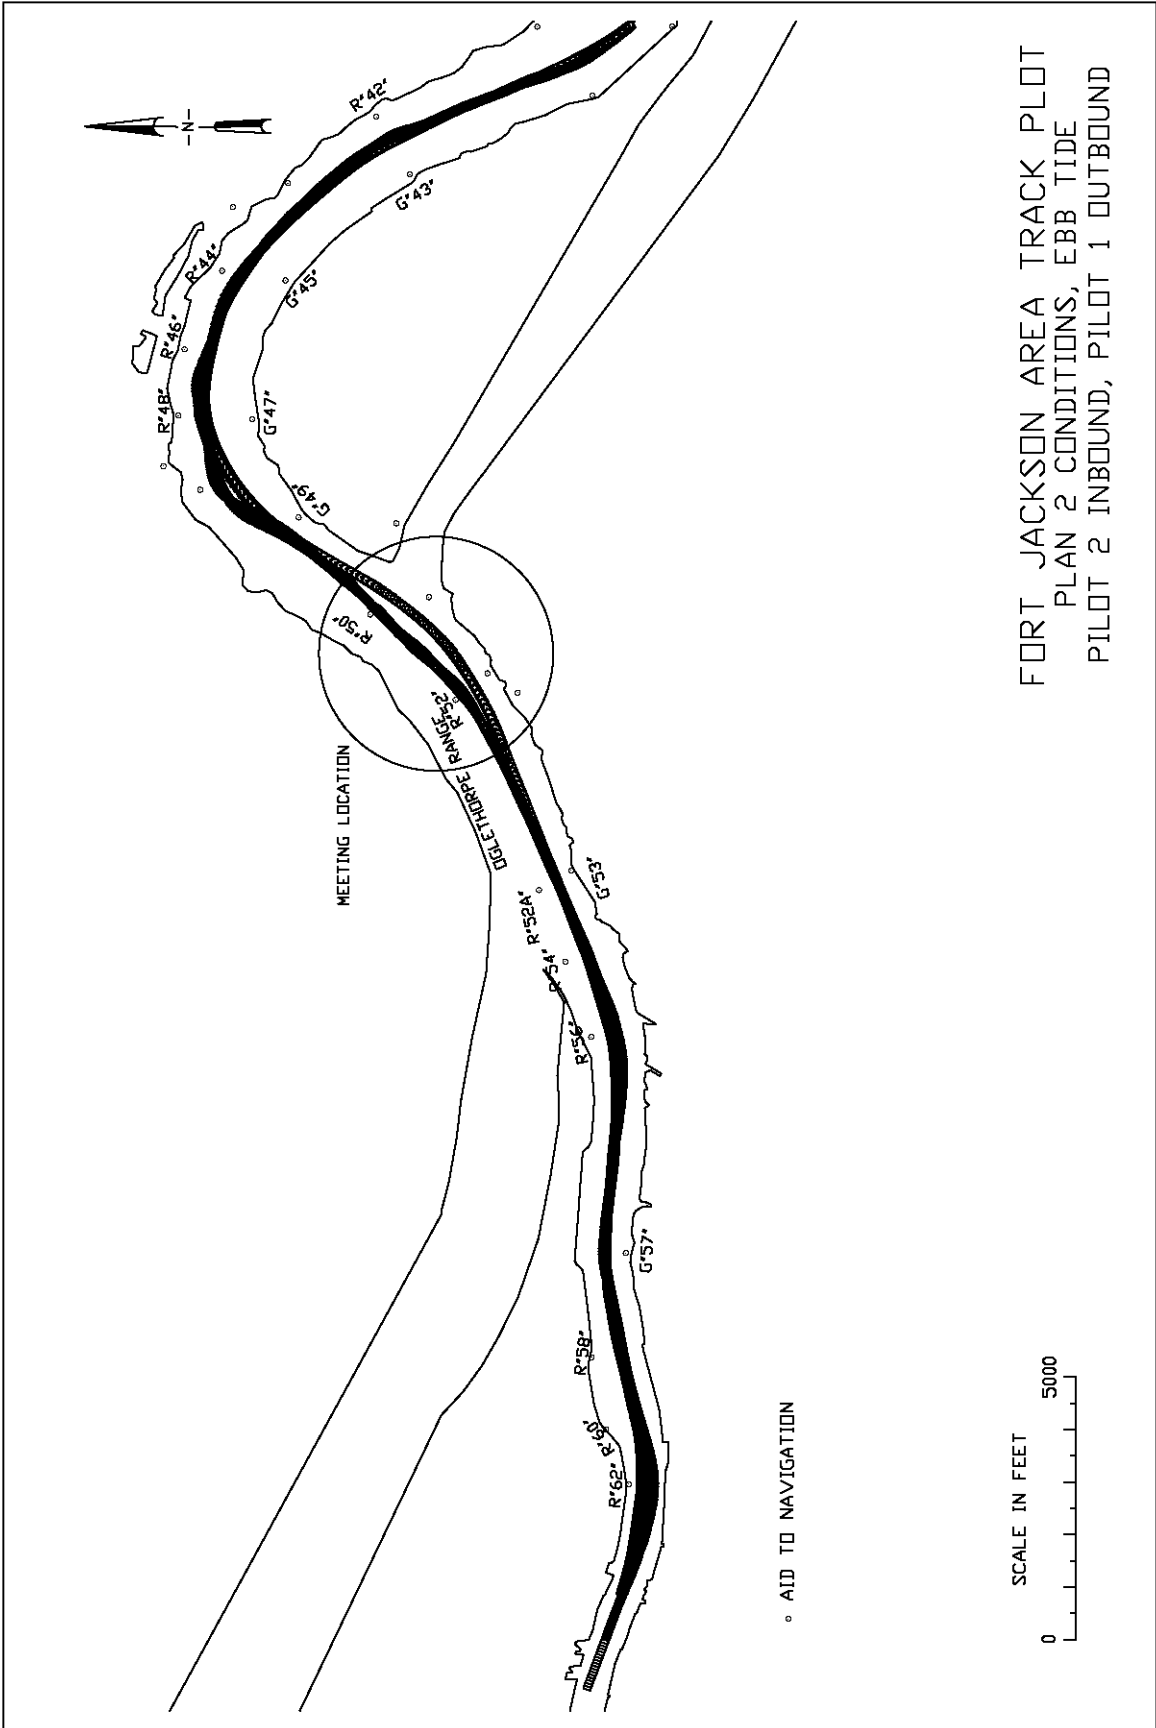 R"42"
-N-
G"43"
R"44"
G"45"
R"46"
R"48"
G"47"
G"49"
R"50"
R"52"
OGLETHORPE RANGE
MEETING LOCATION
G"53"
R"52A"
R"54"
R"56"
G"57"
R"58"
R"60"
R"62"
∘ AID TO NAVIGATION
SCALE IN FEET
0 5000
FORT JACKSON AREA TRACK PLOT
PLAN 2 CONDITIONS, EBB TIDE
PILOT 2 INBOUND, PILOT 1 OUTBOUND